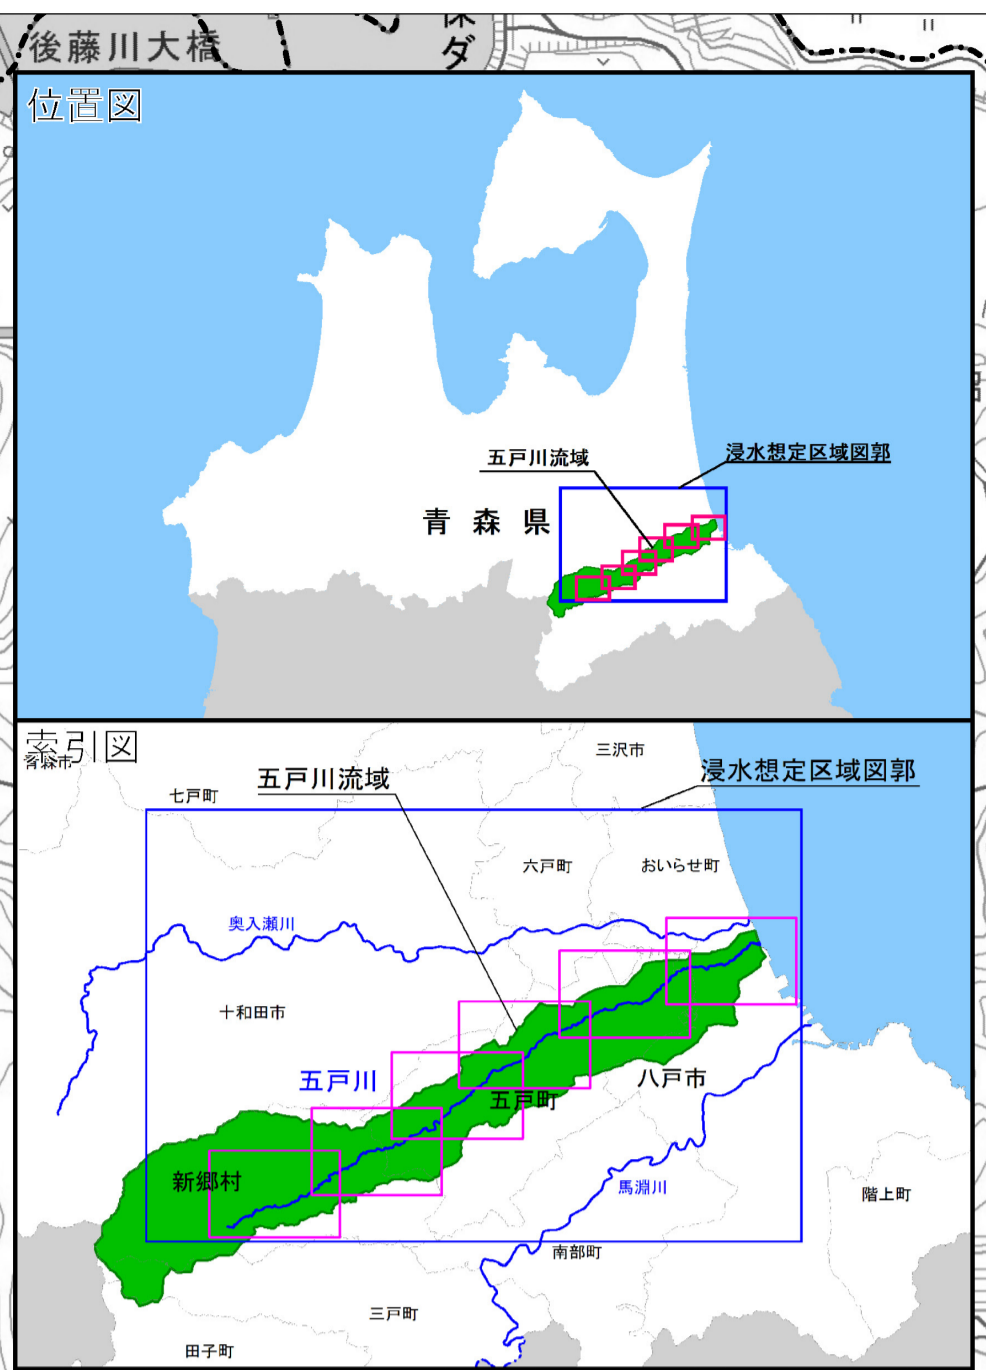 後藤川大橋
ダ
位置図
五戸川流域
浸水想定区域図郭
青森県
索引図
青森市
七戸町
三沢市
五戸川流域
浸水想定区域図郭
六戸町
おいらせ町
奥入瀬川
十和田市
五戸川
五戸町
八戸市
新郷村
馬淵川
階上町
南部町
三戸町
田子町